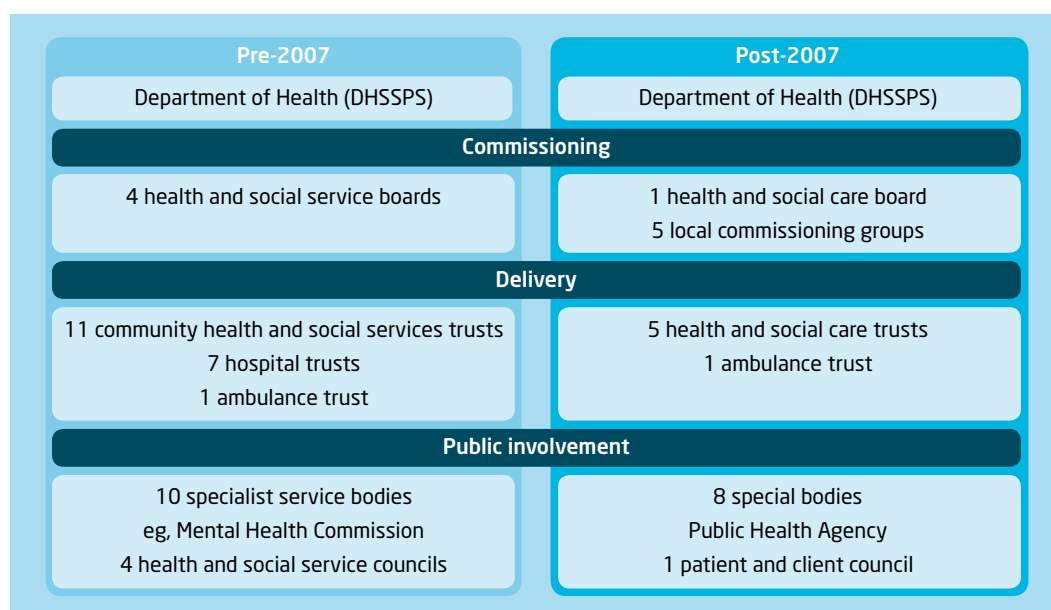 Pre-2007
Post-2007
Department of Health (DHSSPS)
Department of Health (DHSSPS)
Commissioning
4 health and social service boards
1 health and social care board
5 local commissioning groups
Delivery
11 community health and social services trusts
7 hospital trusts
1 ambulance trust
5 health and social care trusts
1 ambulance trust
Public involvement
10 specialist service bodies
eg, Mental Health Commission
4 health and social service councils
8 special bodies
Public Health Agency
1 patient and client council